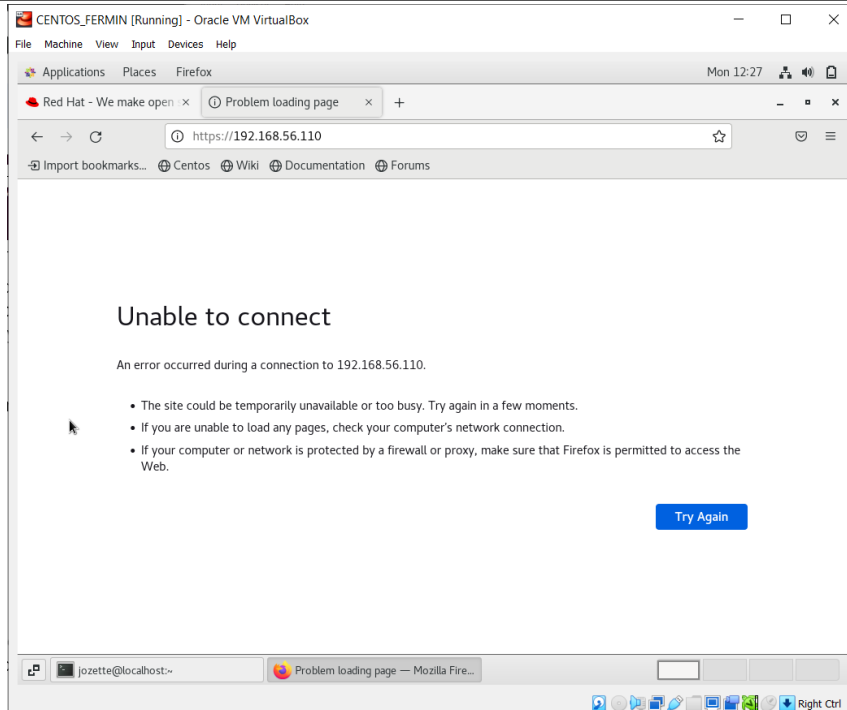 CENTOS_FERMIN [Running] - Oracle VM VirtualBox
File Machine View Input Devices Help
Applications Places Firefox Mon 12:27
Red Hat - We make open Problem loading page
https://192.168.56.110
Import bookmarks... Centos Wiki Documentation Forums
Unable to connect
An error occurred during a connection to 192.168.56.110.
• The site could be temporarily unavailable or too busy. Try again in a few moments.
• If you are unable to load any pages, check your computer's network connection.
• If your computer or network is protected by a firewall or proxy, make sure that Firefox is permitted to access the
Web.
Try Again
jozette@localhost:~ Problem loading page — Mozilla Fire...
Right Ctrl